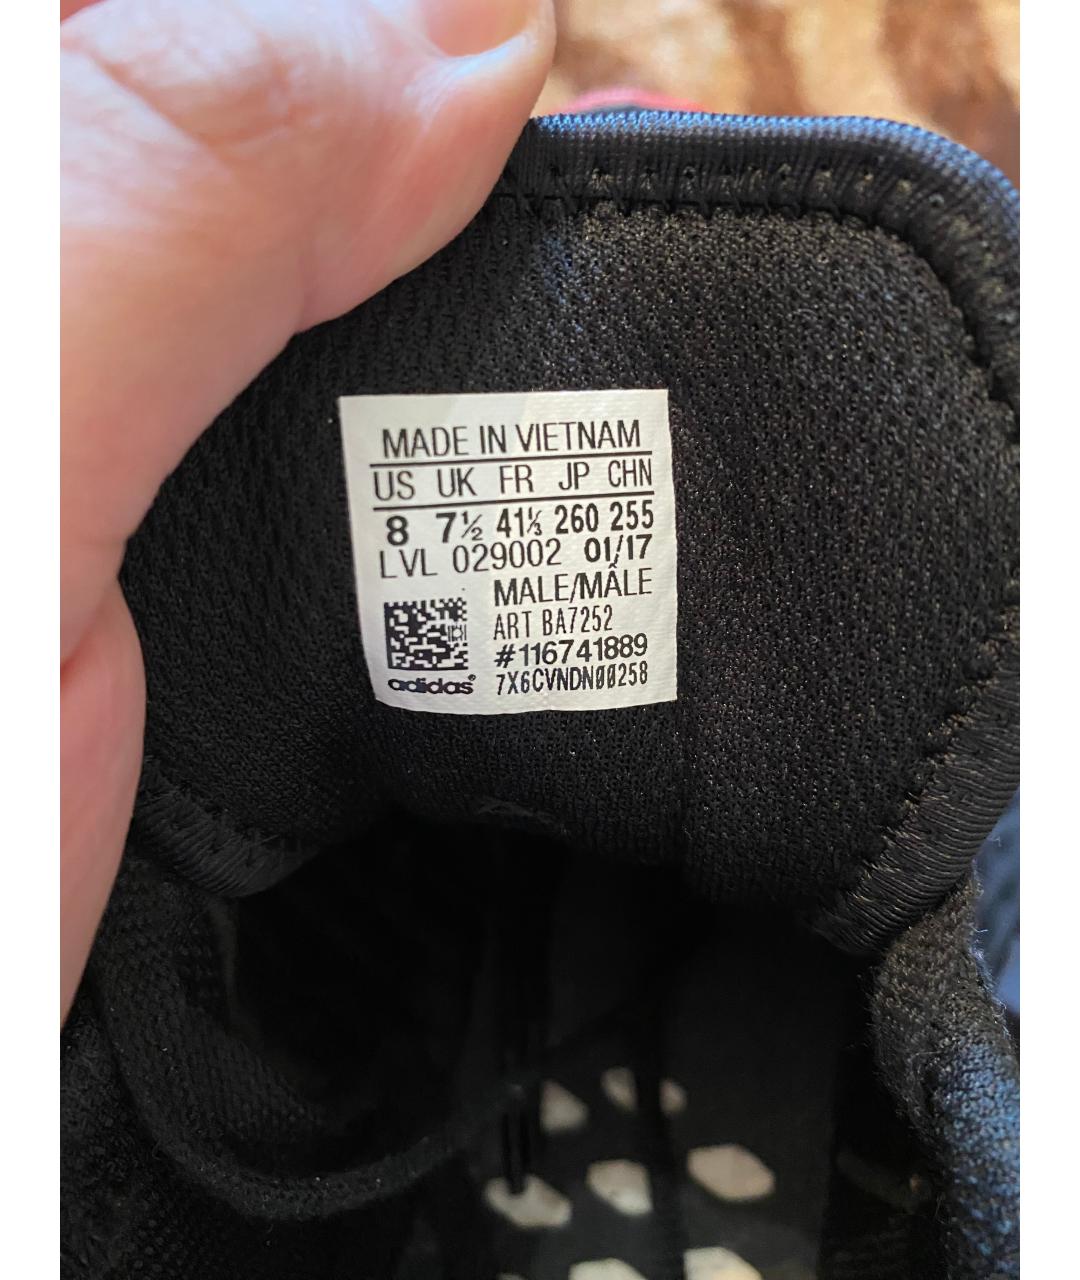 MADE IN VIETNAM
US UK FR JP CHN
8 7½ 41⅓ 260 255
LVL 029002 01/17
MALE/MÂLE
ART BA7252
#116741889
adidas® 7X6CVNDN00258